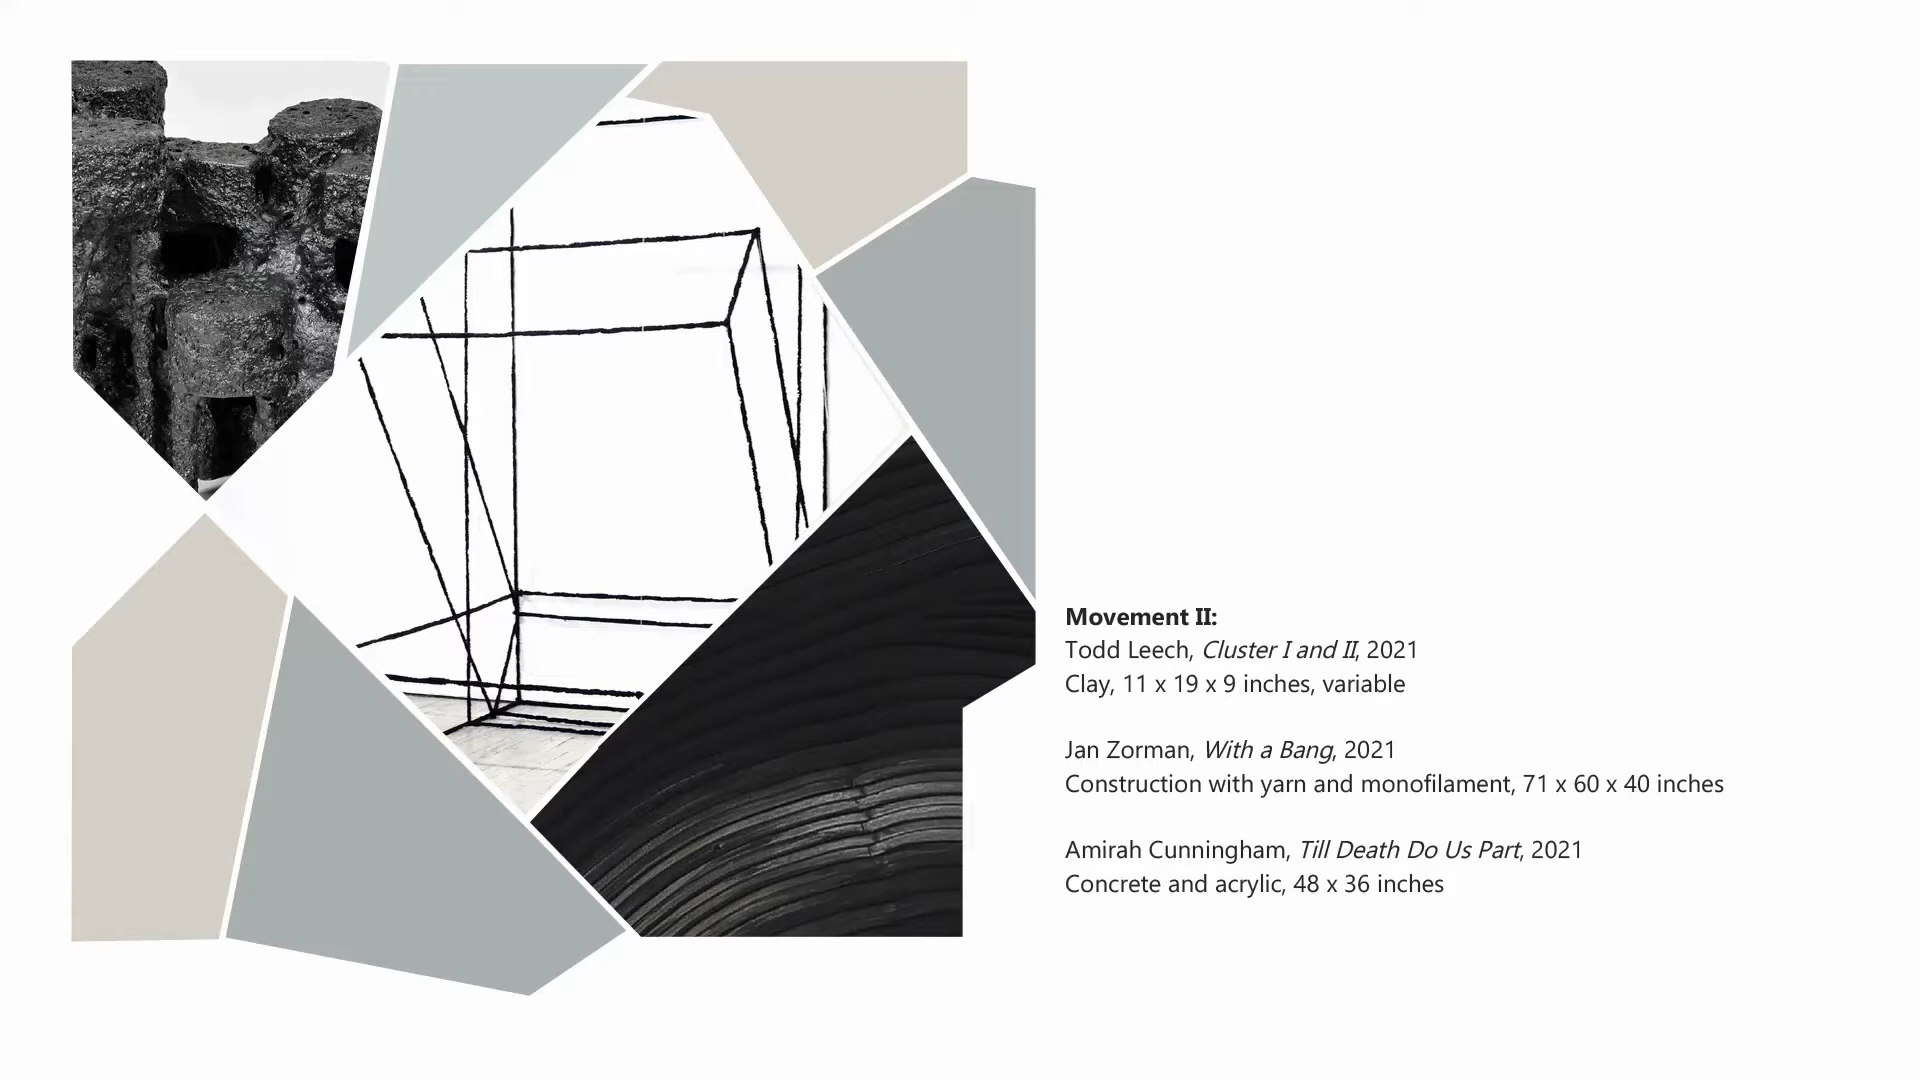 Movement II:
Todd Leech, Cluster I and II, 2021
Clay, 11 x 19 x 9 inches, variable
Jan Zorman, With a Bang, 2021
Construction with yarn and monofilament, 71 x 60 x 40 inches
Amirah Cunningham, Till Death Do Us Part, 2021
Concrete and acrylic, 48 x 36 inches